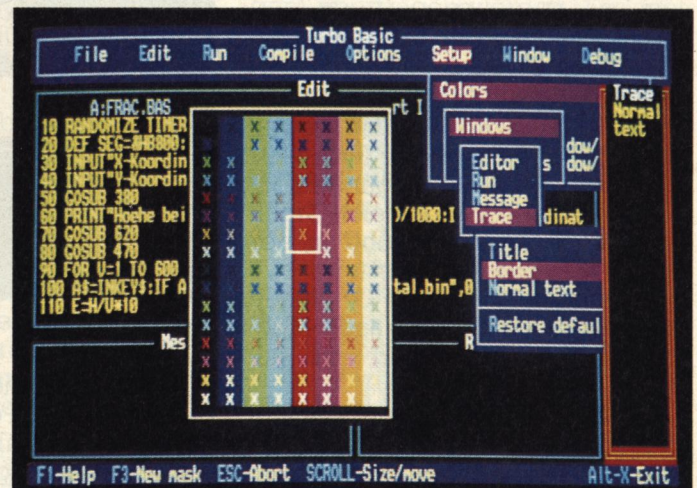 Turbo Basic
File Edit Run Compile Options Setup Window Debug
Edit
A:FRAC.BAS
10 RANDOMIZE TIMER
20 DEF SEG=&HB800:
30 INPUT"X-Koordin
40 INPUT"Y-Koordin
50 GOSUB 380
60 PRINT"Hoehe bei )/1000:I dinat
70 GOSUB 620
80 GOSUB 470
90 FOR V=1 TO 600
100 A$=INKEY$:IF A tal.bin",0
110 E=H/V*10
Colors
Windows
dow/
s dow/
Editor
Run
Message
Trace
Title
Border
Normal text
Restore defaul
Trace
Normal
text
Mes
R
F1-Help F3-New mask ESC-Abort SCROLL-Size/move Alt-X-Exit